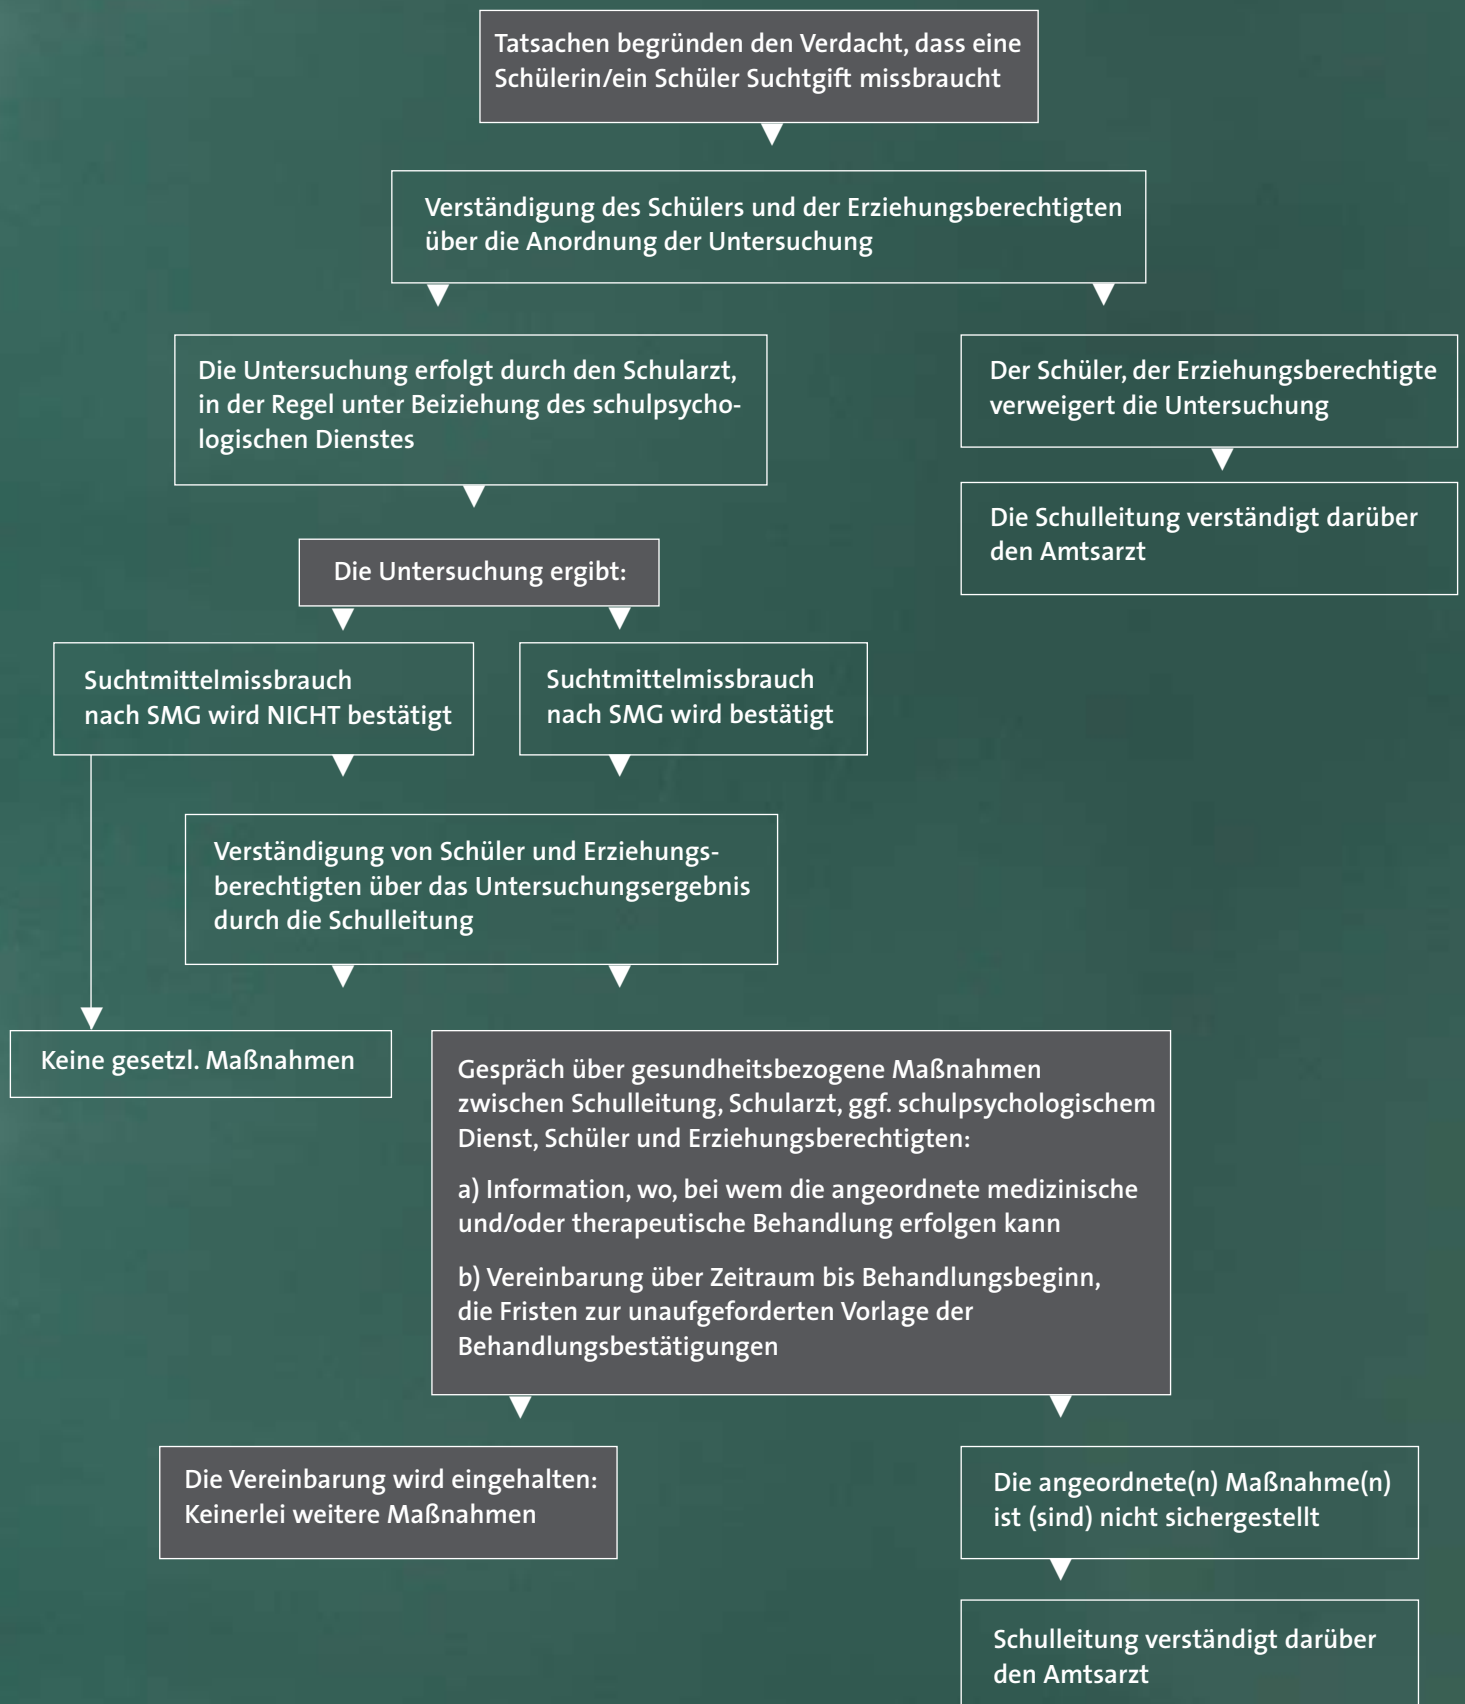 Tatsachen begründen den Verdacht, dass eine
Schülerin/ein Schüler Suchtgift missbraucht
Verständigung des Schülers und der Erziehungsberechtigten
über die Anordnung der Untersuchung
Die Untersuchung erfolgt durch den Schularzt,
in der Regel unter Beiziehung des schulpsycho-
logischen Dienstes
Der Schüler, der Erziehungsberechtigte
verweigert die Untersuchung
Die Schulleitung verständigt darüber
den Amtsarzt
Die Untersuchung ergibt:
Suchtmittelmissbrauch
nach SMG wird NICHT bestätigt
Suchtmittelmissbrauch
nach SMG wird bestätigt
Verständigung von Schüler und Erziehungs-
berechtigten über das Untersuchungsergebnis
durch die Schulleitung
Keine gesetzl. Maßnahmen
Gespräch über gesundheitsbezogene Maßnahmen
zwischen Schulleitung, Schularzt, ggf. schulpsychologischem
Dienst, Schüler und Erziehungsberechtigten:
a) Information, wo, bei wem die angeordnete medizinische
und/oder therapeutische Behandlung erfolgen kann
b) Vereinbarung über Zeitraum bis Behandlungsbeginn,
die Fristen zur unaufgeforderten Vorlage der
Behandlungsbestätigungen
Die Vereinbarung wird eingehalten:
Keinerlei weitere Maßnahmen
Die angeordnete(n) Maßnahme(n)
ist (sind) nicht sichergestellt
Schulleitung verständigt darüber
den Amtsarzt